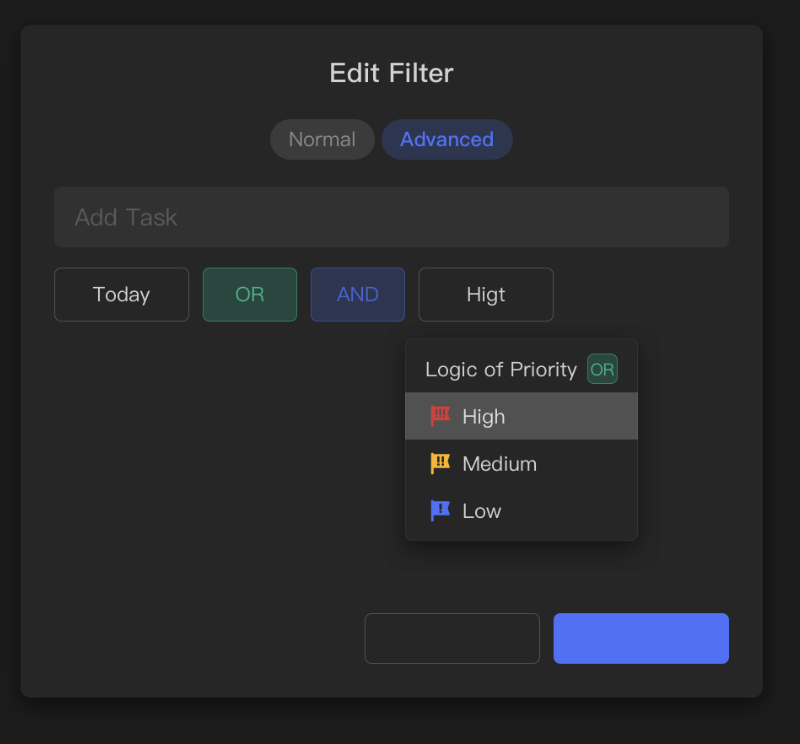 Edit Filter
Normal Advanced
Add Task
Today OR AND Higt
Logic of Priority OR
High
Medium
Low